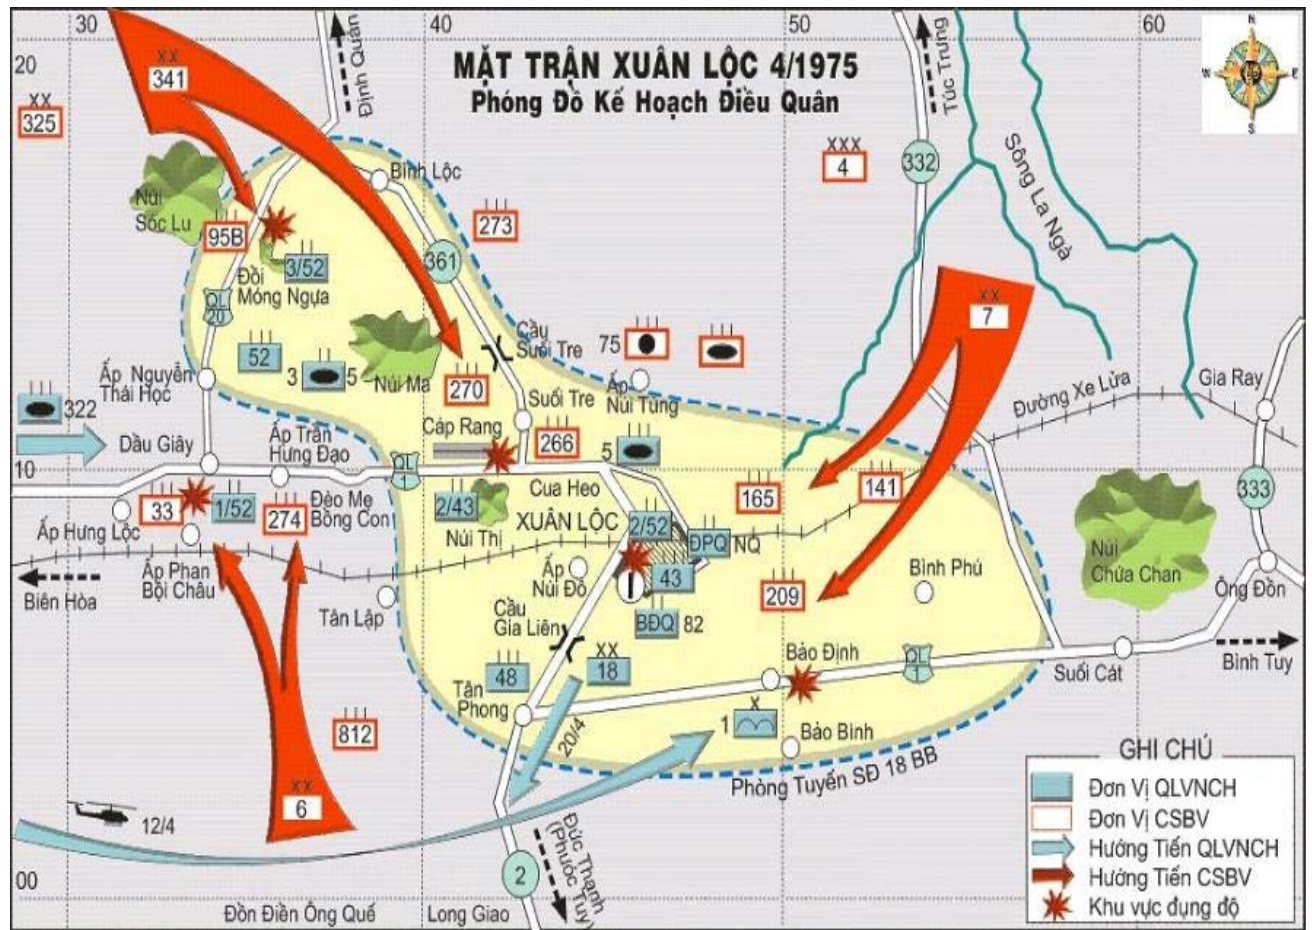 30
40
50
60
20
MẶT TRẬN XUÂN LỘC 4/1975
Phóng Đồ Kế Hoạch Điều Quân
N
W
E
S
Định Quán
Túc Trưng
XX
341
XX
325
XXX
4
332
Sông La Ngà
Bình Lộc
Núi
Sóc Lu
95B
273
3/52
361
Đồi
Móng Ngựa
QL
20
XX
7
52
3
5
Núi Ma
Cầu
Suối Tre
75
Ấp
Núi Tung
Ấp Nguyễn
Thái Học
270
Suối Tre
Đường Xe Lửa
Gia Ray
322
Dầu Giây
Ấp Trần
Hưng Đạo
Cáp Rang
266
5
10
QL
1
Cua Heo
165
141
333
33
1/52
274
Đèo Mẹ
Bồng Con
2/43
Núi Thị
XUÂN LỘC
2/52
ĐPQ
NQ
Ấp Hưng Lộc
Ấp Phan
Bội Châu
Biên Hòa
Tân Lập
Ấp
Núi Đỏ
43
BĐQ
82
209
Bình Phú
Núi
Chứa Chan
Ông Đồn
Cầu
Gia Liên
XX
18
48
Tân
Phong
Bảo Định
QL
1
Suối Cát
Bình Tuy
812
20/4
X
1
Bảo Bình
Phòng Tuyến SĐ 18 BB
XX
6
12/4
00
2
Đức Thạnh
(Phước Tuy)
Đồn Điền Ông Quế
Long Giao
GHI CHÚ
Đơn Vị QLVNCH
Đơn Vị CSBV
Hướng Tiến QLVNCH
Hướng Tiến CSBV
Khu vực đụng độ